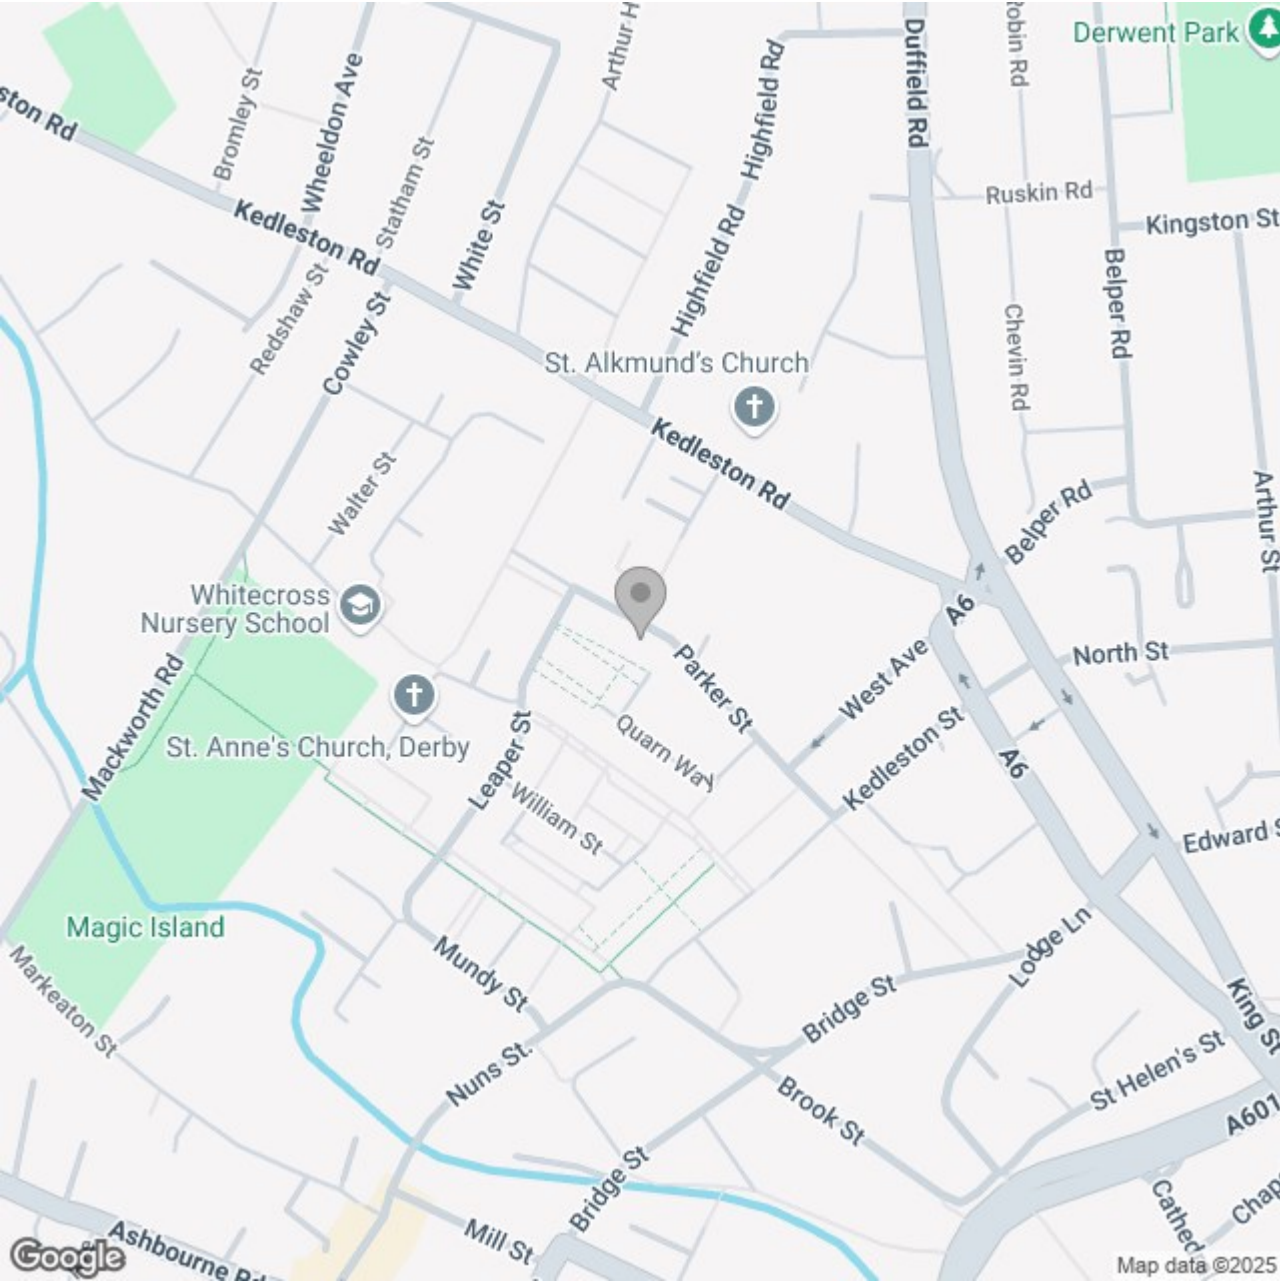 Derwent Park
Arthur H
Robin Rd
Duffield Rd
Highfield Rd
Bromley St
Wheeldon Ave
ston Rd
Statham St
Ruskin Rd
Kingston St
Kedleston Rd
White St
Highfield Rd
Belper Rd
Redshaw St
Cowley St
Chevin Rd
St. Alkmund's Church
Kedleston Rd
Walter St
Belper Rd
Arthur St
Whitecross
Nursery School
A6
North St
West Ave
Parker St
Mackworth Rd
Quarn Way
Kedleston St
St. Anne's Church, Derby
Leaper St
A6
William St
Edward S
Magic Island
Lodge Ln
Mundy St
Markeaton St
Bridge St
King St
Nuns St.
St Helen's St
Brook St
A601
Bridge St
Cathed
Chap
Ashbourne Rd
Mill St
Google
Map data ©2025